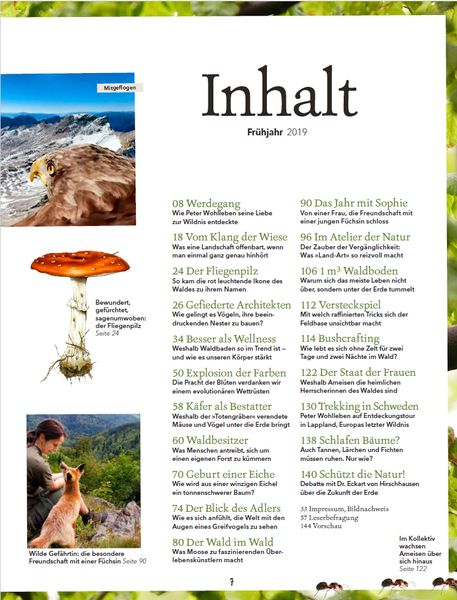 Mitgeflogen
Inhalt
Frühjahr 2019
08 Werdegang
Wie Peter Wohlleben seine Liebe
zur Wildnis entdeckte
18 Vom Klang der Wiese
Was eine Landschaft offenbart, wenn
man einmal ganz genau hinhört
24 Der Fliegenpilz
So kam die rot leuchtende Ikone des
Waldes zu ihrem Namen
26 Gefiederte Architekten
Wie gelingt es Vögeln, ihre beein-
druckenden Nester zu bauen?
34 Besser als Wellness
Weshalb Waldbaden so im Trend ist –
und wie es unseren Körper stärkt
50 Explosion der Farben
Die Pracht der Blüten verdanken wir
einem evolutionären Wettrüsten
58 Käfer als Bestatter
Weshalb der »Totengräber« verendete
Mäuse und Vögel unter die Erde bringt
60 Waldbesitzer
Was Menschen antreibt, sich um
einen eigenen Forst zu kümmern
70 Geburt einer Eiche
Wie wird aus einer winzigen Eichel
ein tonnenschwerer Baum?
74 Der Blick des Adlers
Wie es sich anfühlt, die Welt mit den
Augen eines Greifvogels zu sehen
80 Der Wald im Wald
Was Moose zu faszinierenden Über-
lebenskünstlern macht
90 Das Jahr mit Sophie
Von einer Frau, die Freundschaft mit
einer jungen Füchsin schloss
96 Im Atelier der Natur
Der Zauber der Vergänglichkeit:
Was »Land-Art« so reizvoll macht
106 1 m³ Waldboden
Warum sich das meiste Leben nicht
über, sondern unter der Erde tummelt
112 Versteckspiel
Mit welch raffinierten Tricks sich der
Feldhase unsichtbar macht
114 Bushcrafting
Wie lebt es sich ohne Zelt für zwei
Tage und zwei Nächte im Wald?
122 Der Staat der Frauen
Weshalb Ameisen die heimlichen
Herrscherinnen des Waldes sind
130 Trekking in Schweden
Peter Wohlleben auf Entdeckungstour
in Lappland, Europas letzter Wildnis
138 Schlafen Bäume?
Auch Tannen, Lärchen und Fichten
müssen ruhen. Nur wie?
140 Schützt die Natur!
Debatte mit Dr. Eckart von Hirschhausen
über die Zukunft der Erde
33 Impressum, Bildnachweis
57 Leserbefragung
144 Vorschau
Bewundert,
gefürchtet,
sagenumwoben:
der Fliegenpilz
Seite 24
Wilde Gefährtin: die besondere
Freundschaft mit einer Füchsin Seite 90
Im Kollektiv
wachsen
Ameisen über
sich hinaus
Seite 122
7